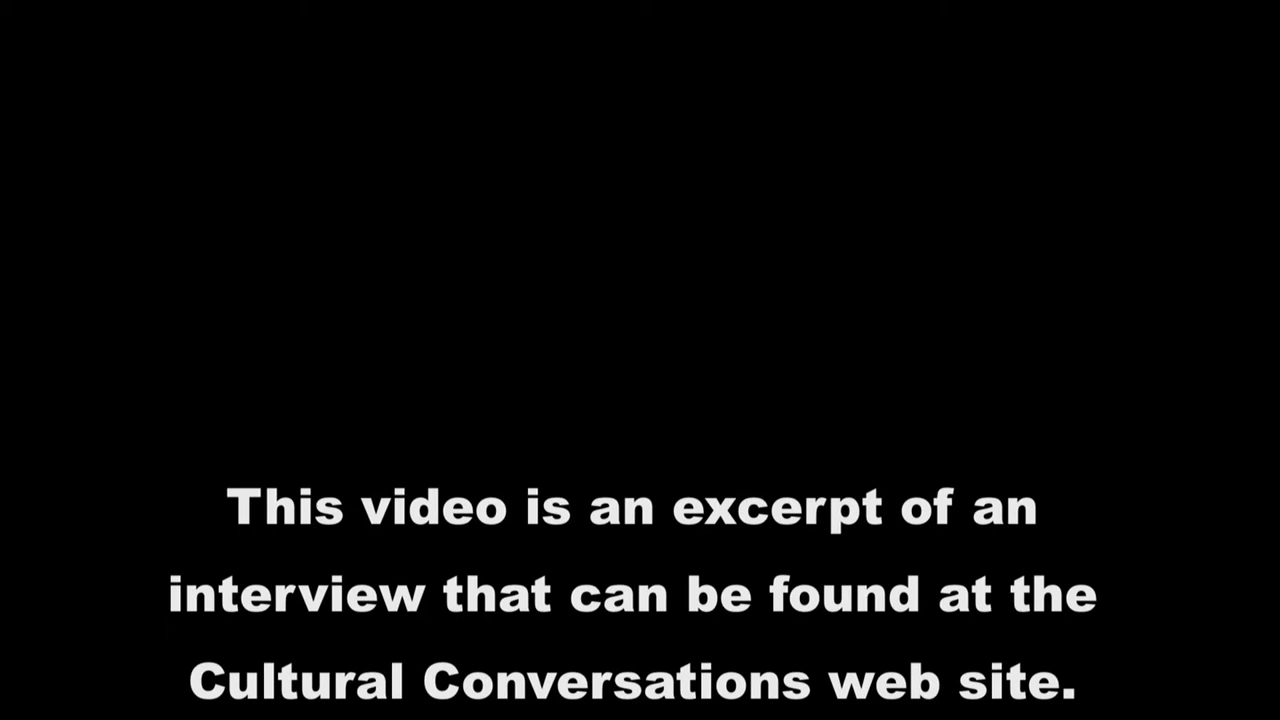 This video is an excerpt of an
interview that can be found at the
Cultural Conversations web site.